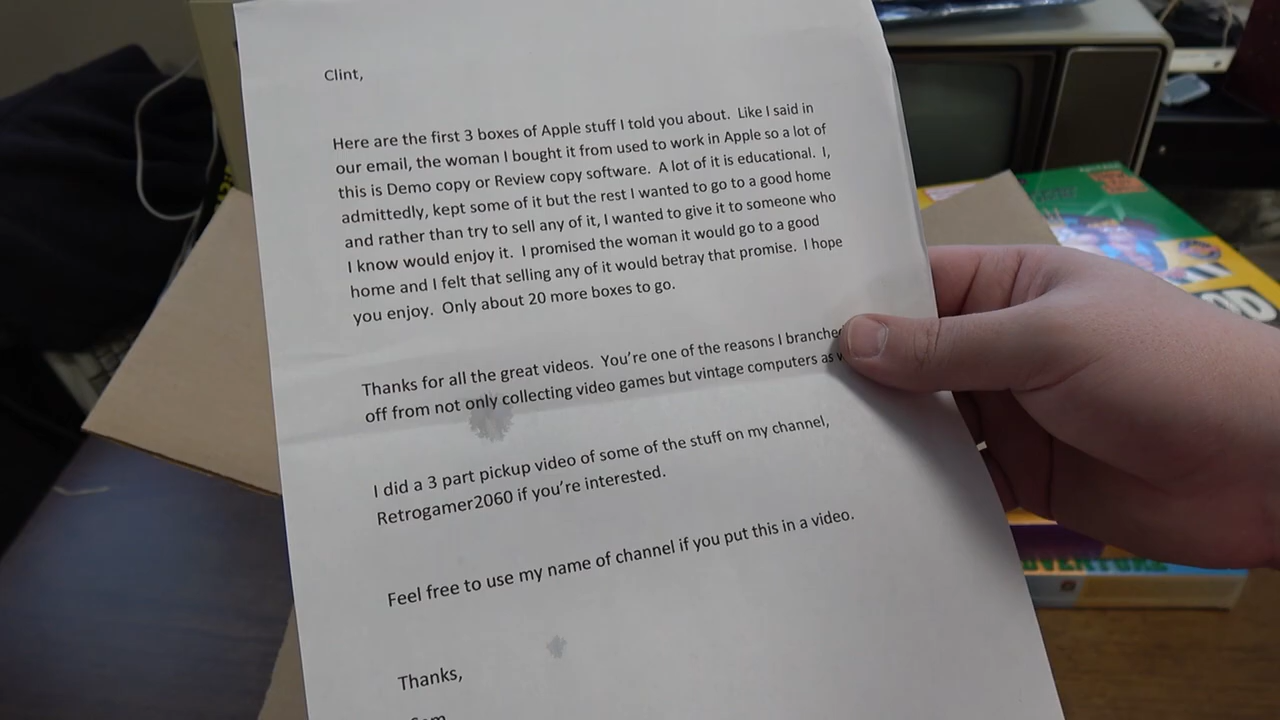 Clint,
Here are the first 3 boxes of Apple stuff I told you about. Like I said in
our email, the woman I bought it from used to work in Apple so a lot of
this is Demo copy or Review copy software. A lot of it is educational. I,
admittedly, kept some of it but the rest I wanted to go to a good home
and rather than try to sell any of it, I wanted to give it to someone who
I know would enjoy it. I promised the woman it would go to a good
home and I felt that selling any of it would betray that promise. I hope
you enjoy. Only about 20 more boxes to go.
Thanks for all the great videos. You're one of the reasons I branched
off from not only collecting video games but vintage computers as
I did a 3 part pickup video of some of the stuff on my channel,
Retrogamer2060 if you're interested.
Feel free to use my name of channel if you put this in a video.
Thanks,